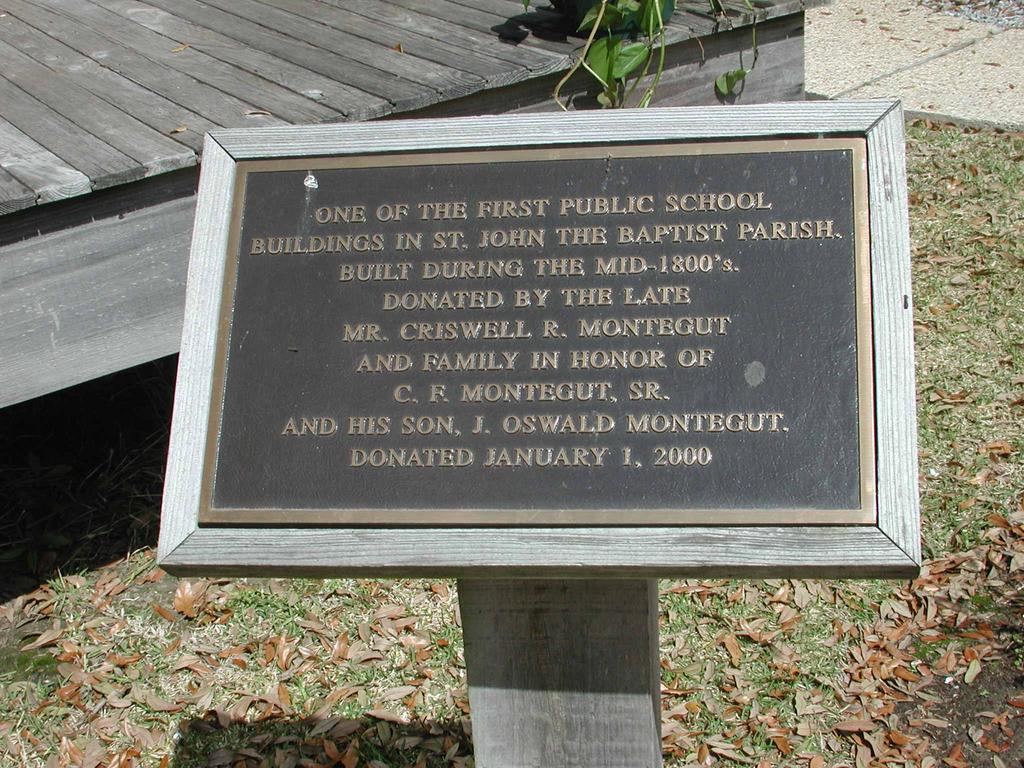 ONE OF THE FIRST PUBLIC SCHOOL
BUILDINGS IN ST. JOHN THE BAPTIST PARISH.
BUILT DURING THE MID-1800's.
DONATED BY THE LATE
MR. CRISWELL R. MONTEGUT
AND FAMILY IN HONOR OF
C. F. MONTEGUT, SR.
AND HIS SON, J. OSWALD MONTEGUT.
DONATED JANUARY 1, 2000